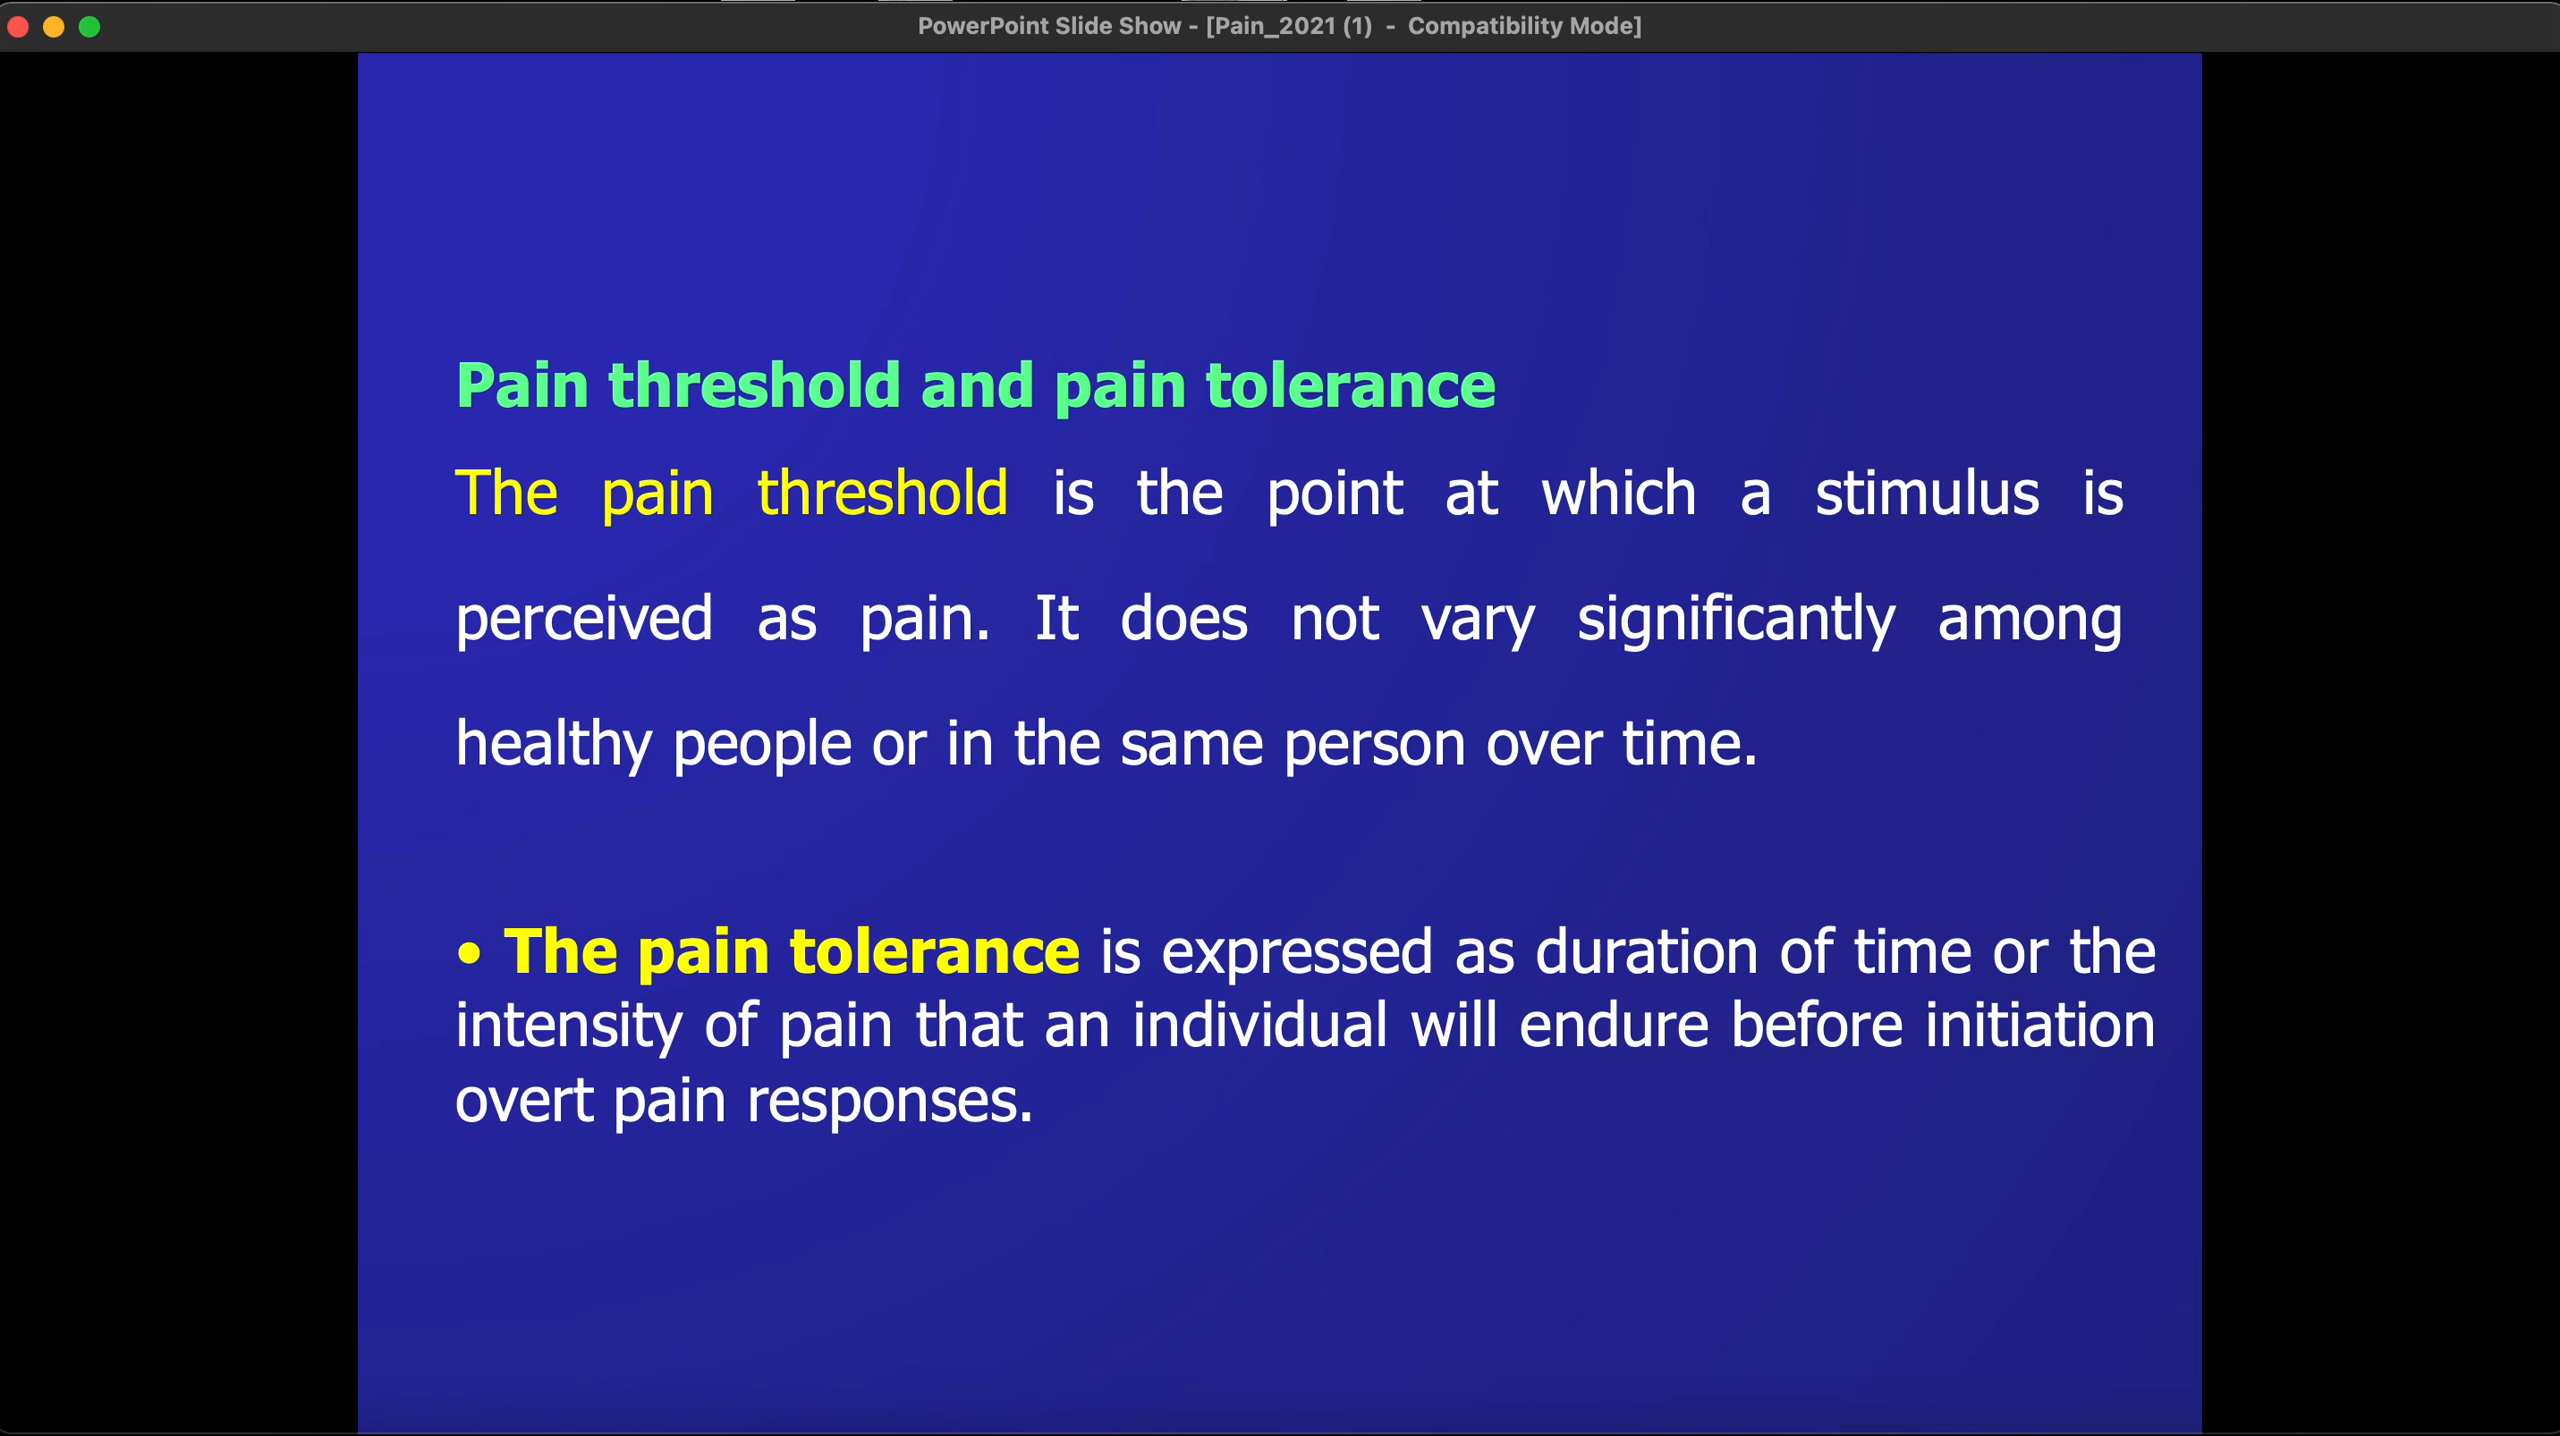 PowerPoint Slide Show - [Pain_2021 (1) - Compatibility Mode]
Pain threshold and pain tolerance
The pain threshold is the point at which a stimulus is
perceived as pain. It does not vary significantly among
healthy people or in the same person over time.
• The pain tolerance is expressed as duration of time or the
intensity of pain that an individual will endure before initiation
overt pain responses.